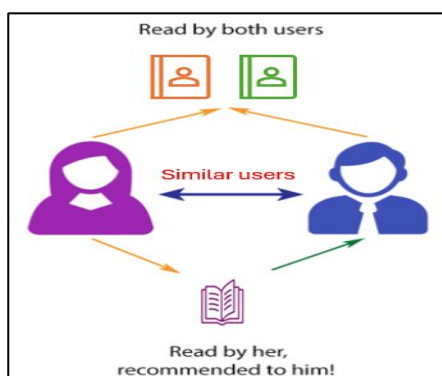 Read by both users
Similar users
Read by her,
recommended to him!